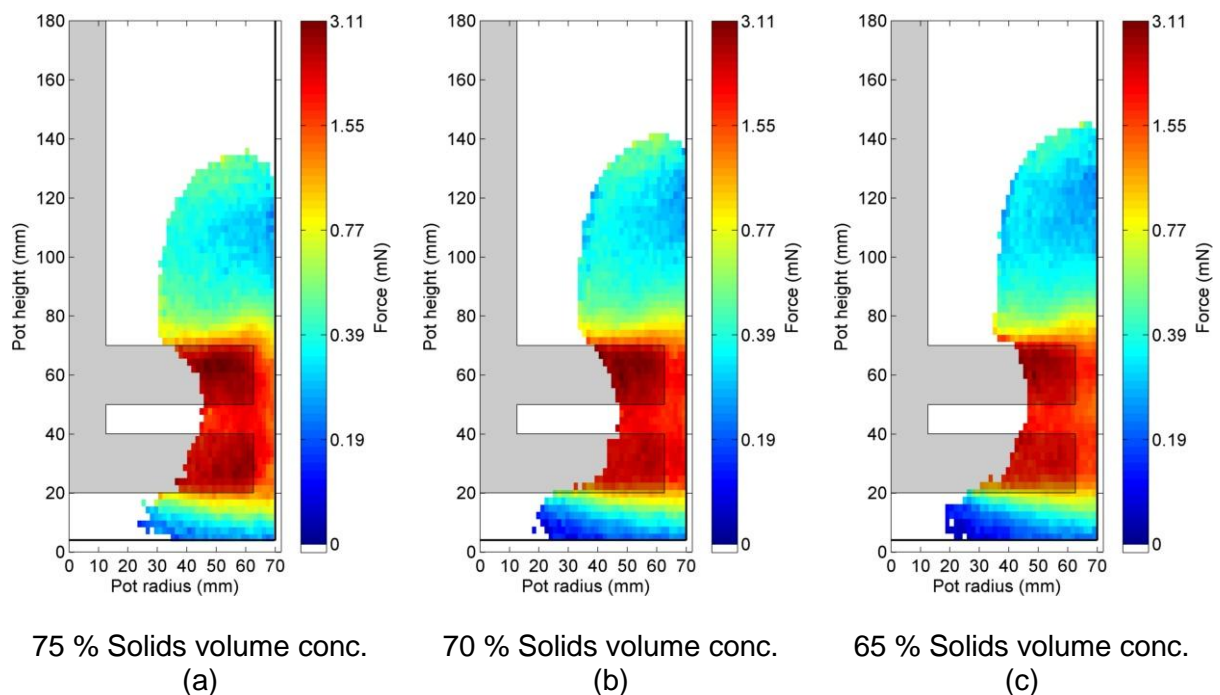 180
160
140
120
100
80
60
40
20
0
Pot height (mm)
0 10 20 30 40 50 60 70
Pot radius (mm)
3.11
1.55
0.77
0.39
0.19
0
Force (mN)
75 % Solids volume conc.
(a)
180
160
140
120
100
80
60
40
20
0
Pot height (mm)
0 10 20 30 40 50 60 70
Pot radius (mm)
3.11
1.55
0.77
0.39
0.19
0
Force (mN)
70 % Solids volume conc.
(b)
180
160
140
120
100
80
60
40
20
0
Pot height (mm)
0 10 20 30 40 50 60 70
Pot radius (mm)
3.11
1.55
0.77
0.39
0.19
0
Force (mN)
65 % Solids volume conc.
(c)